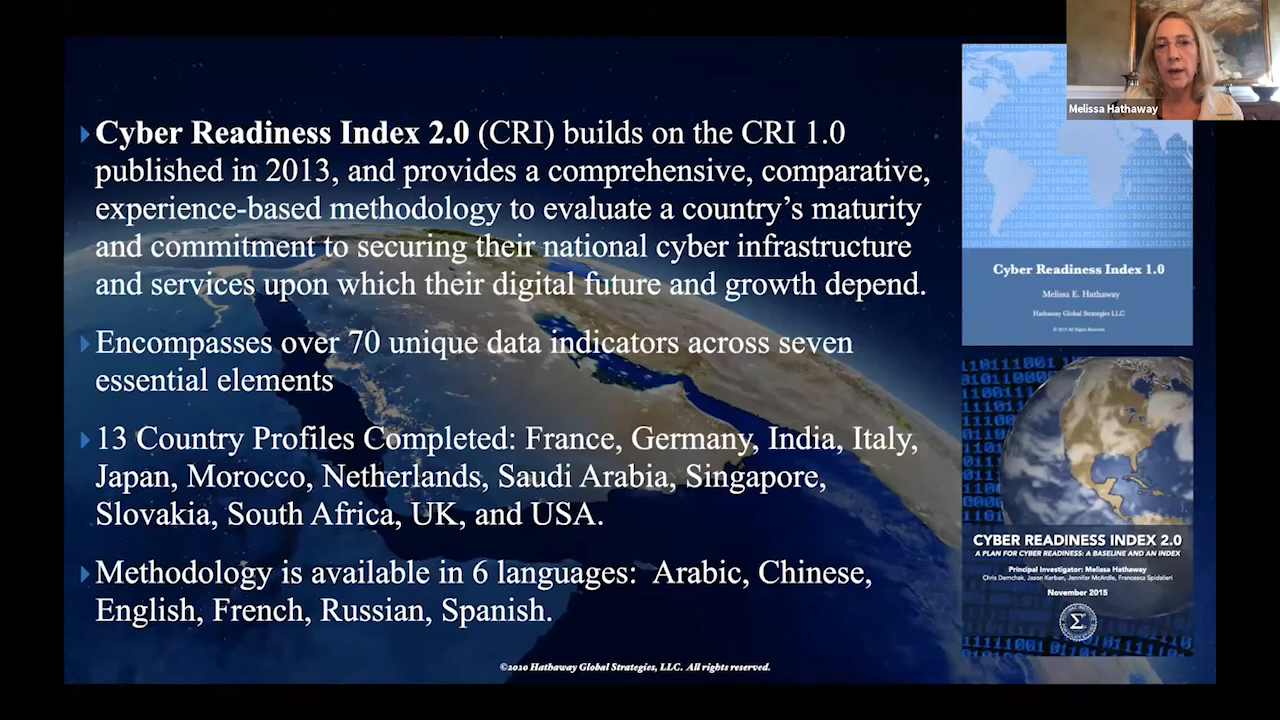 Melissa Hathaway
Cyber Readiness Index 2.0 (CRI) builds on the CRI 1.0
published in 2013, and provides a comprehensive, comparative,
experience-based methodology to evaluate a country’s maturity
and commitment to securing their national cyber infrastructure
and services upon which their digital future and growth depend.
Encompasses over 70 unique data indicators across seven
essential elements
13 Country Profiles Completed: France, Germany, India, Italy,
Japan, Morocco, Netherlands, Saudi Arabia, Singapore,
Slovakia, South Africa, UK, and USA.
Methodology is available in 6 languages:  Arabic, Chinese,
English, French, Russian, Spanish.
Cyber Readiness Index 1.0
Melissa E. Hathaway
Hathaway Global Strategies LLC
© 2013 All Rights Reserved.
CYBER READINESS INDEX 2.0
A PLAN FOR CYBER READINESS: A BASELINE AND AN INDEX
Principal Investigator: Melissa Hathaway
Chris Demchak, Jason Kerban, Jennifer McArdle, Francesca Spidalieri
November 2015
©2020 Hathaway Global Strategies, LLC. All rights reserved.